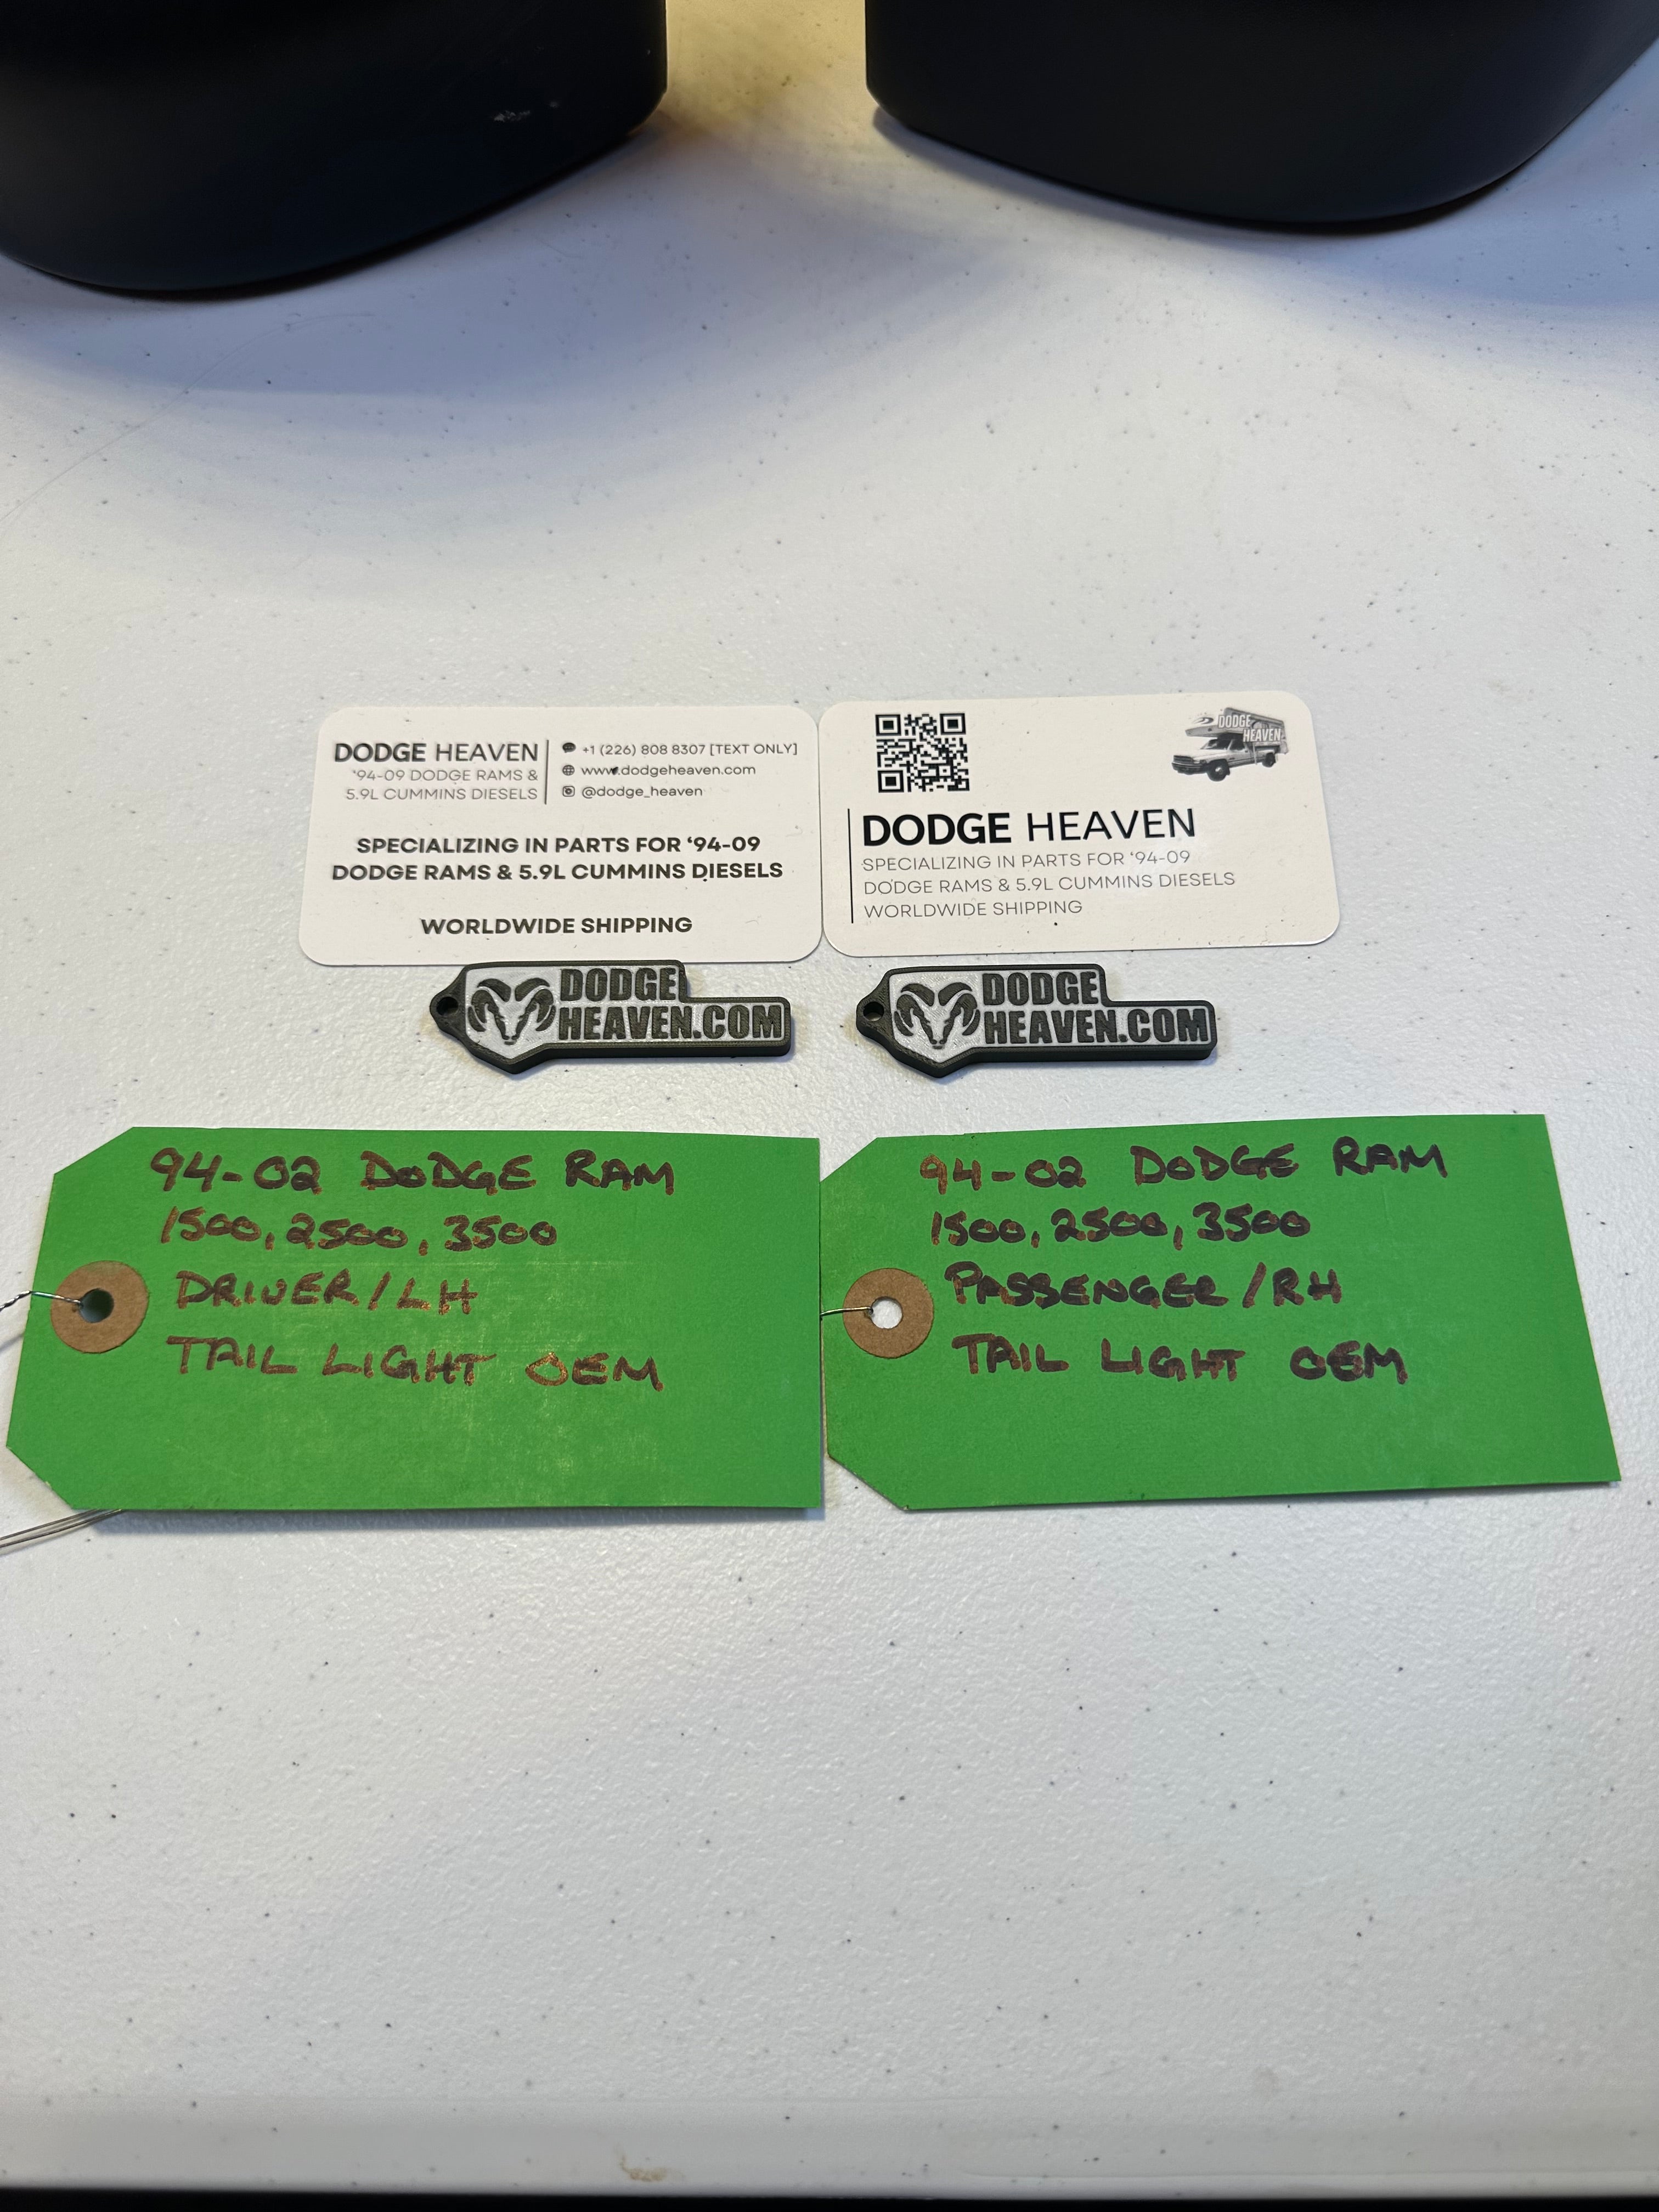 DODGE HEAVEN
'94-09 DODGE RAMS &
5.9L CUMMINS DIESELS
+1 (226) 808 8307 [TEXT ONLY]
www.dodgeheaven.com
@dodge_heaven
SPECIALIZING IN PARTS FOR '94-09
DODGE RAMS & 5.9L CUMMINS DIESELS
WORLDWIDE SHIPPING
DODGE
HEAVEN
DODGE HEAVEN
SPECIALIZING IN PARTS FOR '94-09
DODGE RAMS & 5.9L CUMMINS DIESELS
WORLDWIDE SHIPPING
DODGE
HEAVEN.COM
DODGE
HEAVEN.COM
94-02 DODGE RAM
1500, 2500, 3500
DRIVER/LH
TAIL LIGHT OEM
94-02 DODGE RAM
1500, 2500, 3500
PASSENGER/RH
TAIL LIGHT OEM